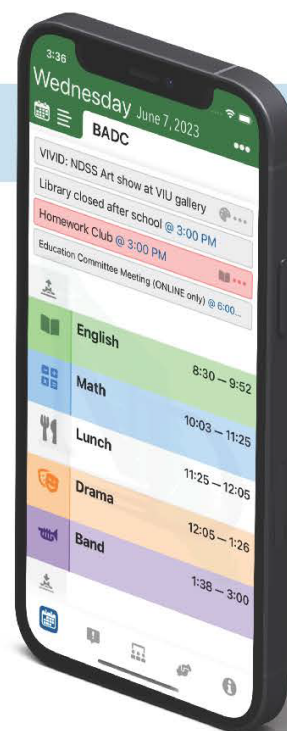 3:36
Wednesday June 7, 2023
BADC
VIVID: NDSS Art show at VIU gallery
Library closed after school @ 3:00 PM
Homework Club @ 3:00 PM
Education Committee Meeting (ONLINE only) @ 6:00...
English
8:30 — 9:52
Math
10:03 — 11:25
Lunch
11:25 — 12:05
Drama
12:05 — 1:26
Band
1:38 — 3:00